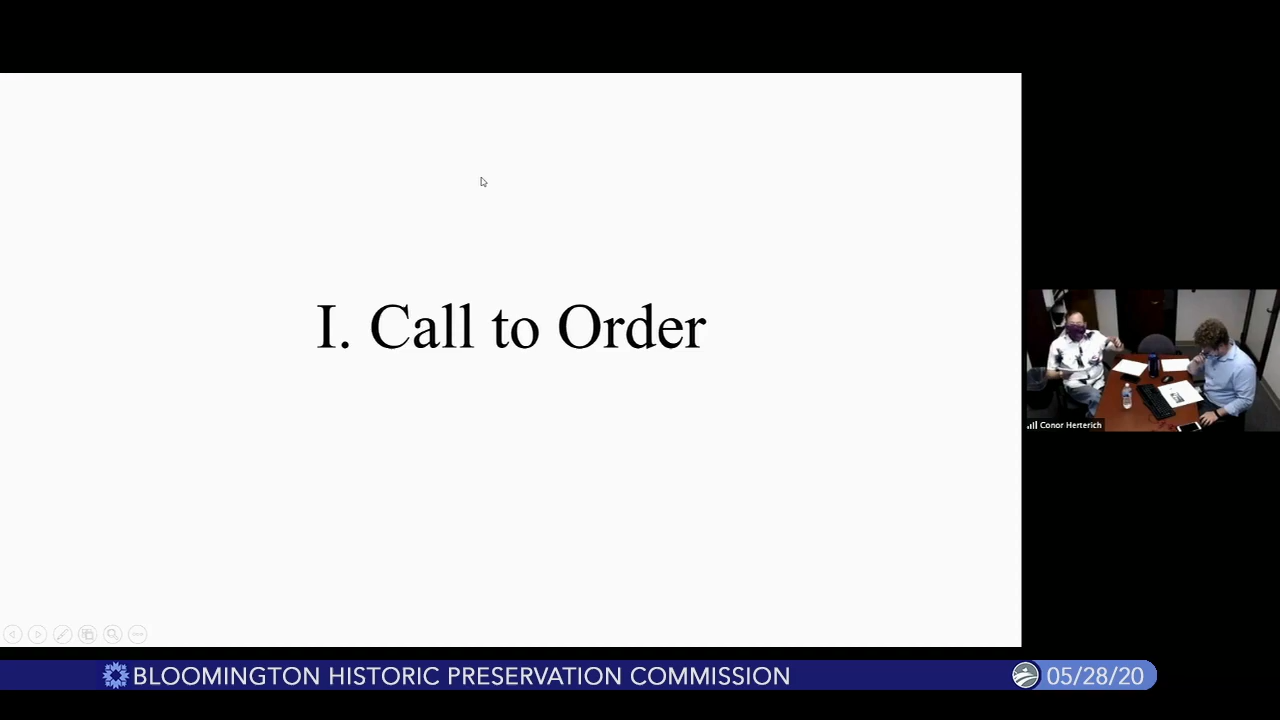 I. Call to Order
Conor Herterich
BLOOMINGTON HISTORIC PRESERVATION COMMISSION
05/28/20